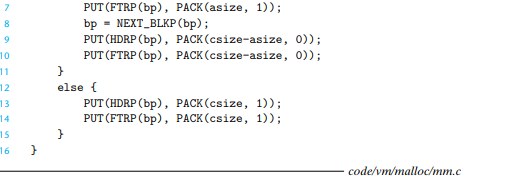 7 PUT(FTRP(bp), PACK(asize, 1));
8 bp = NEXT_BLKP(bp);
9 PUT(HDRP(bp), PACK(csize-asize, 0));
10 PUT(FTRP(bp), PACK(csize-asize, 0));
11 }
12 else {
13 PUT(HDRP(bp), PACK(csize, 1));
14 PUT(FTRP(bp), PACK(csize, 1));
15 }
16 }
code/vm/malloc/mm.c